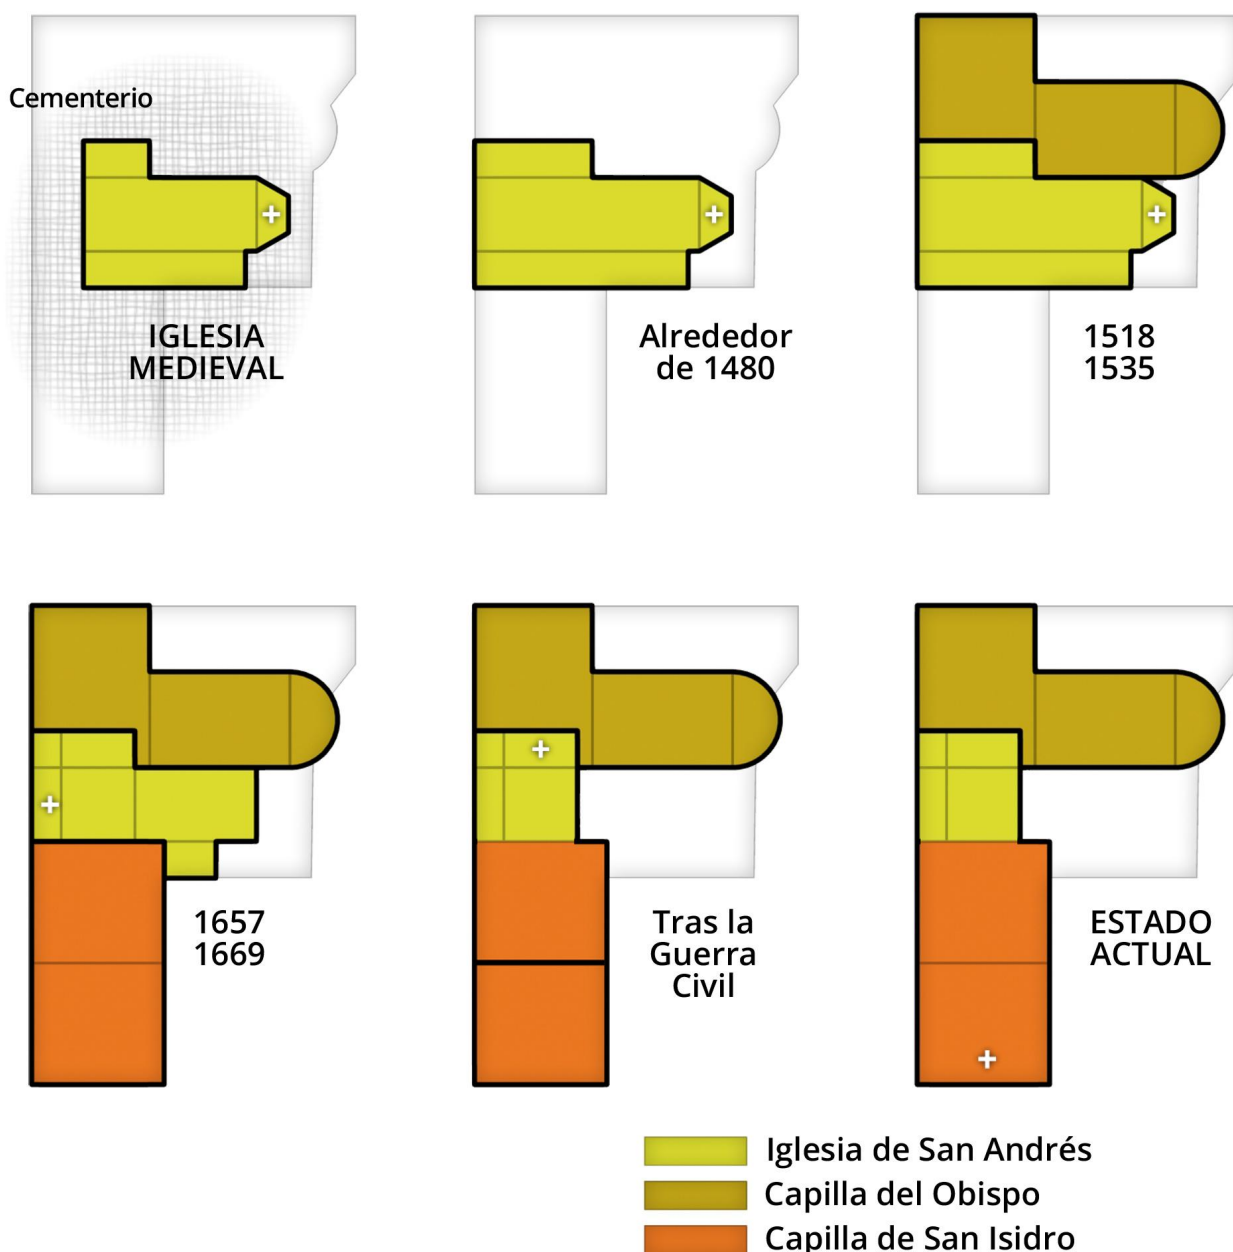 Cementerio
IGLESIA
MEDIEVAL
Alrededor
de 1480
1518
1535
1657
1669
Tras la
Guerra
Civil
ESTADO
ACTUAL
Iglesia de San Andrés
Capilla del Obispo
Capilla de San Isidro